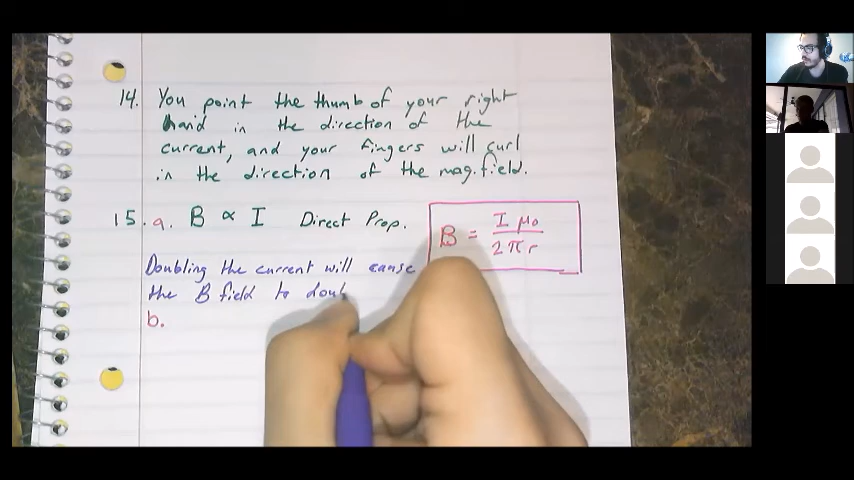 14. You point the thumb of your right
hand in the direction of the
current, and your fingers will curl
in the direction of the mag. field.
15. a. B ∝ I Direct Prop.
B = I μ₀ / 2πr
Doubling the current will cause
the B field to doub
b.